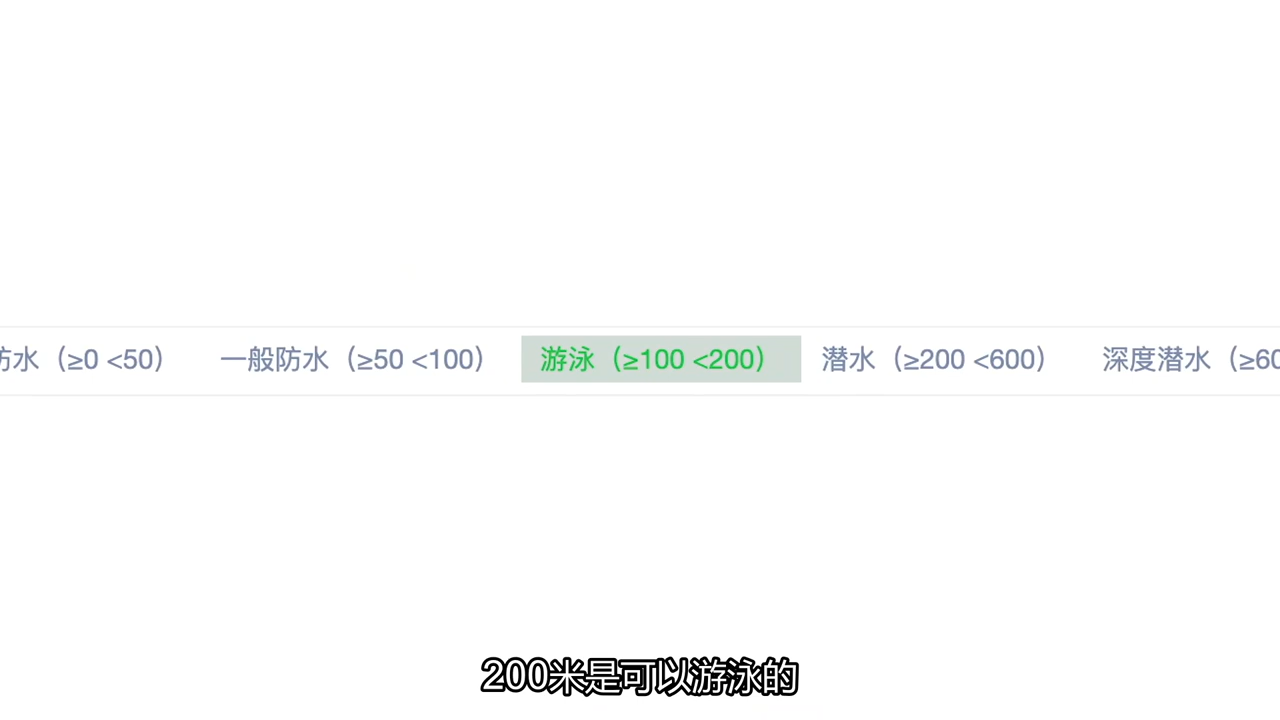 防水（≥0 <50） 一般防水（≥50 <100） 游泳（≥100 <200） 潜水（≥200 <600） 深度潜水（≥60
200米是可以游泳的